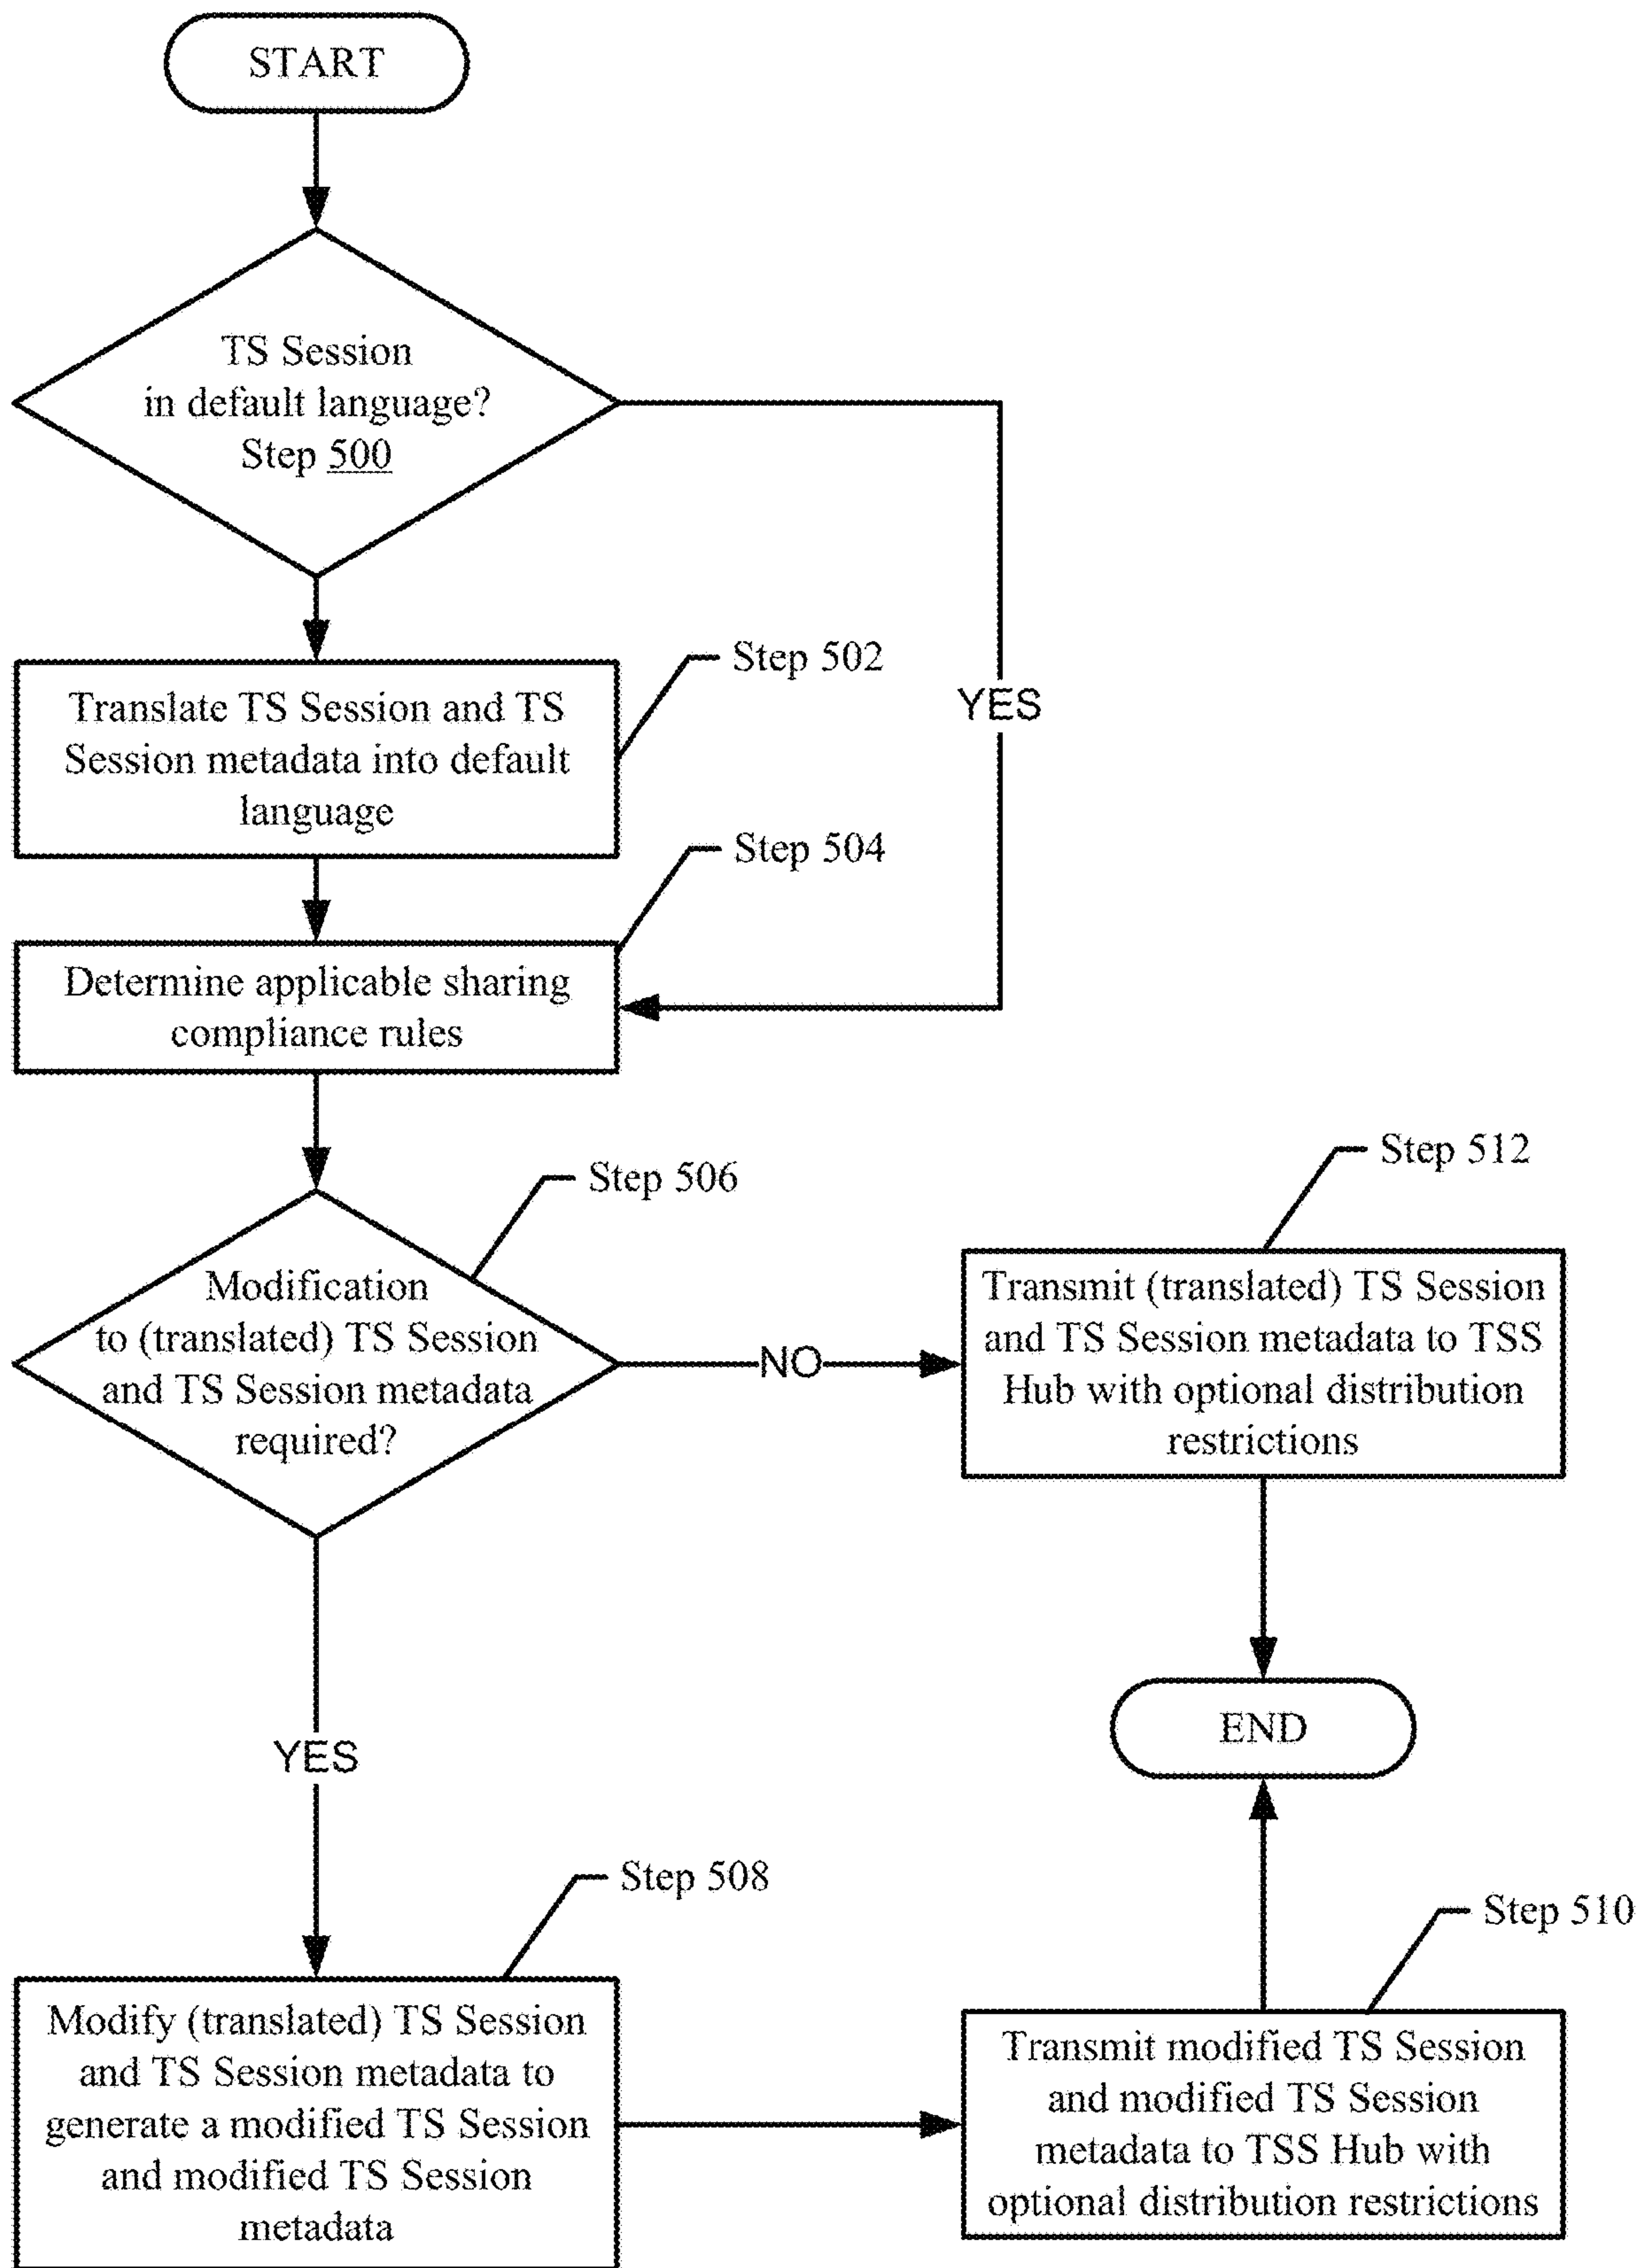 START
TS Session
in default language?
Step 500
Step 502
Translate TS Session and TS
Session metadata into default
language
YES
Step 504
Determine applicable sharing
compliance rules
Step 506
Modification
to (translated) TS Session
and TS Session metadata
required?
NO
Step 512
Transmit (translated) TS Session
and TS Session metadata to TSS
Hub with optional distribution
restrictions
END
YES
Step 508
Modify (translated) TS Session
and TS Session metadata to
generate a modified TS Session
and modified TS Session
metadata
Step 510
Transmit modified TS Session
and modified TS Session
metadata to TSS Hub with
optional distribution restrictions